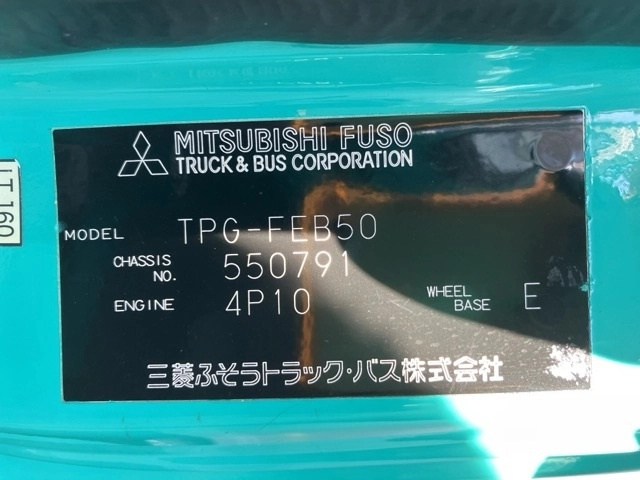 MITSUBISHI FUSO
TRUCK & BUS CORPORATION
MODEL TPG-FEB50
CHASSIS NO. 550791
ENGINE 4P10 WHEEL BASE E
三菱ふそうトラック・バス株式会社
IT160